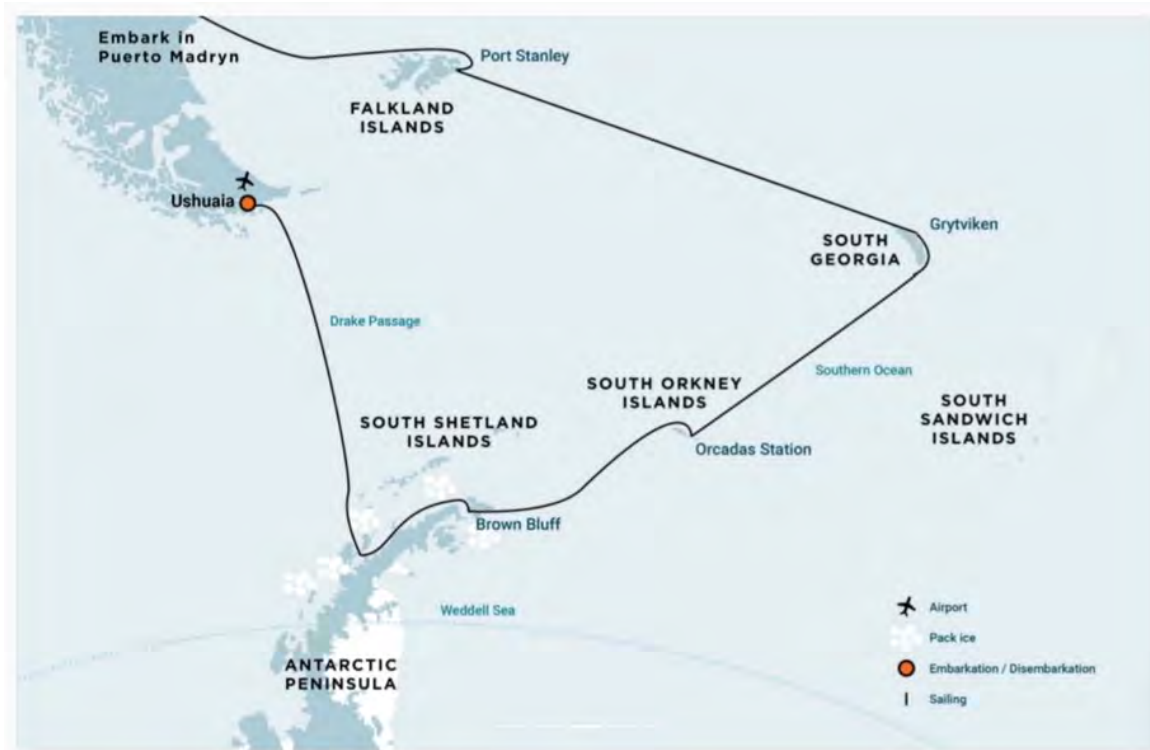 Embark in
Puerto Madryn
Port Stanley
FALKLAND
ISLANDS
Ushuaia
Grytviken
SOUTH
GEORGIA
Drake Passage
Southern Ocean
SOUTH ORKNEY
ISLANDS
SOUTH
SANDWICH
ISLANDS
SOUTH SHETLAND
ISLANDS
Orcadas Station
Brown Bluff
Weddell Sea
ANTARCTIC
PENINSULA
Airport
Pack ice
Embarkation / Disembarkation
Sailing